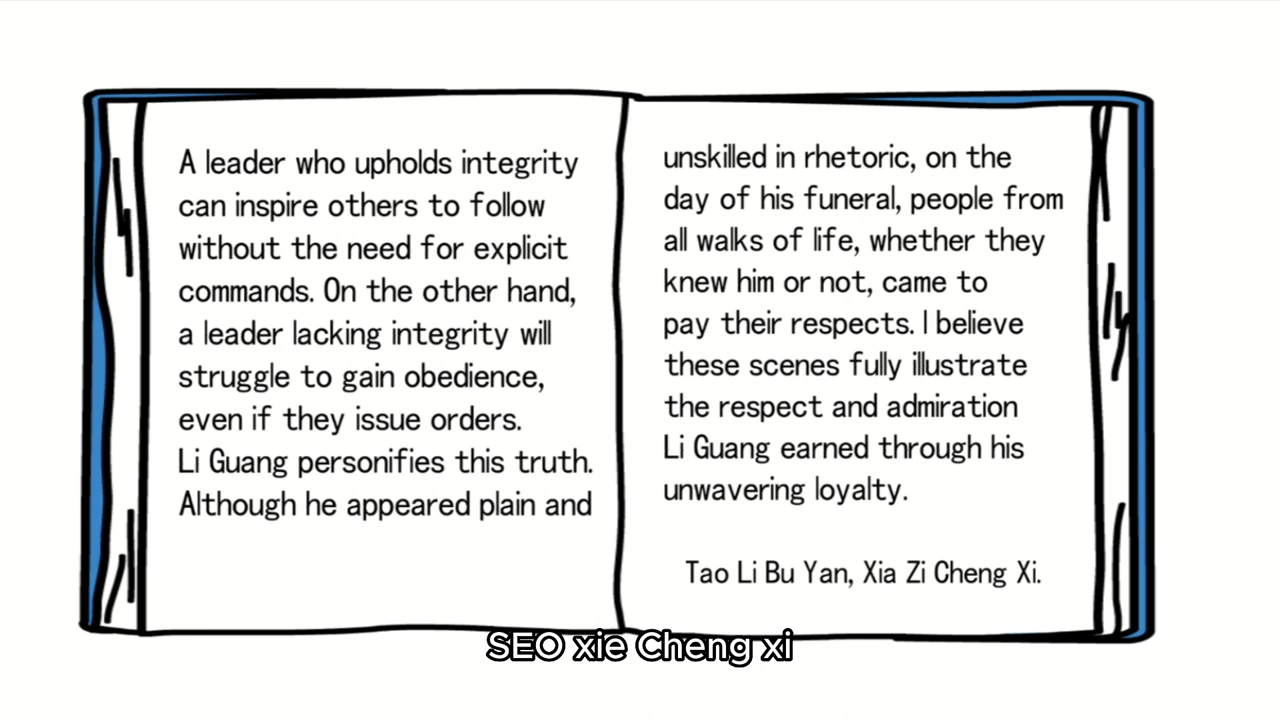 A leader who upholds integrity
can inspire others to follow
without the need for explicit
commands. On the other hand,
a leader lacking integrity will
struggle to gain obedience,
even if they issue orders.
Li Guang personifies this truth.
Although he appeared plain and
unskilled in rhetoric, on the
day of his funeral, people from
all walks of life, whether they
knew him or not, came to
pay their respects. I believe
these scenes fully illustrate
the respect and admiration
Li Guang earned through his
unwavering loyalty.
Tao Li Bu Yan, Xia Zi Cheng Xi.
SEO xie Cheng xi